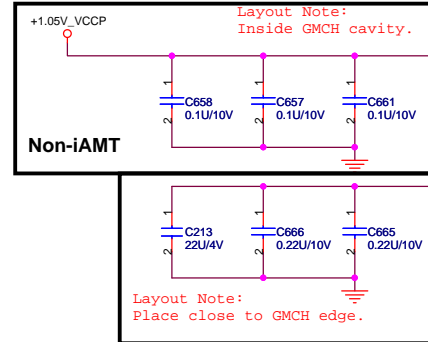 Layout Note:
Inside GMCH cavity.
+1.05V_VCCP
1 1 1
C658 C657 C661
0.1U/10V 0.1U/10V 0.1U/10V
2 2 2
Non-iAMT
1 1 1
C213 C666 C665
22U/4V 0.22U/10V 0.22U/10V
2 2 2
Layout Note:
Place close to GMCH edge.